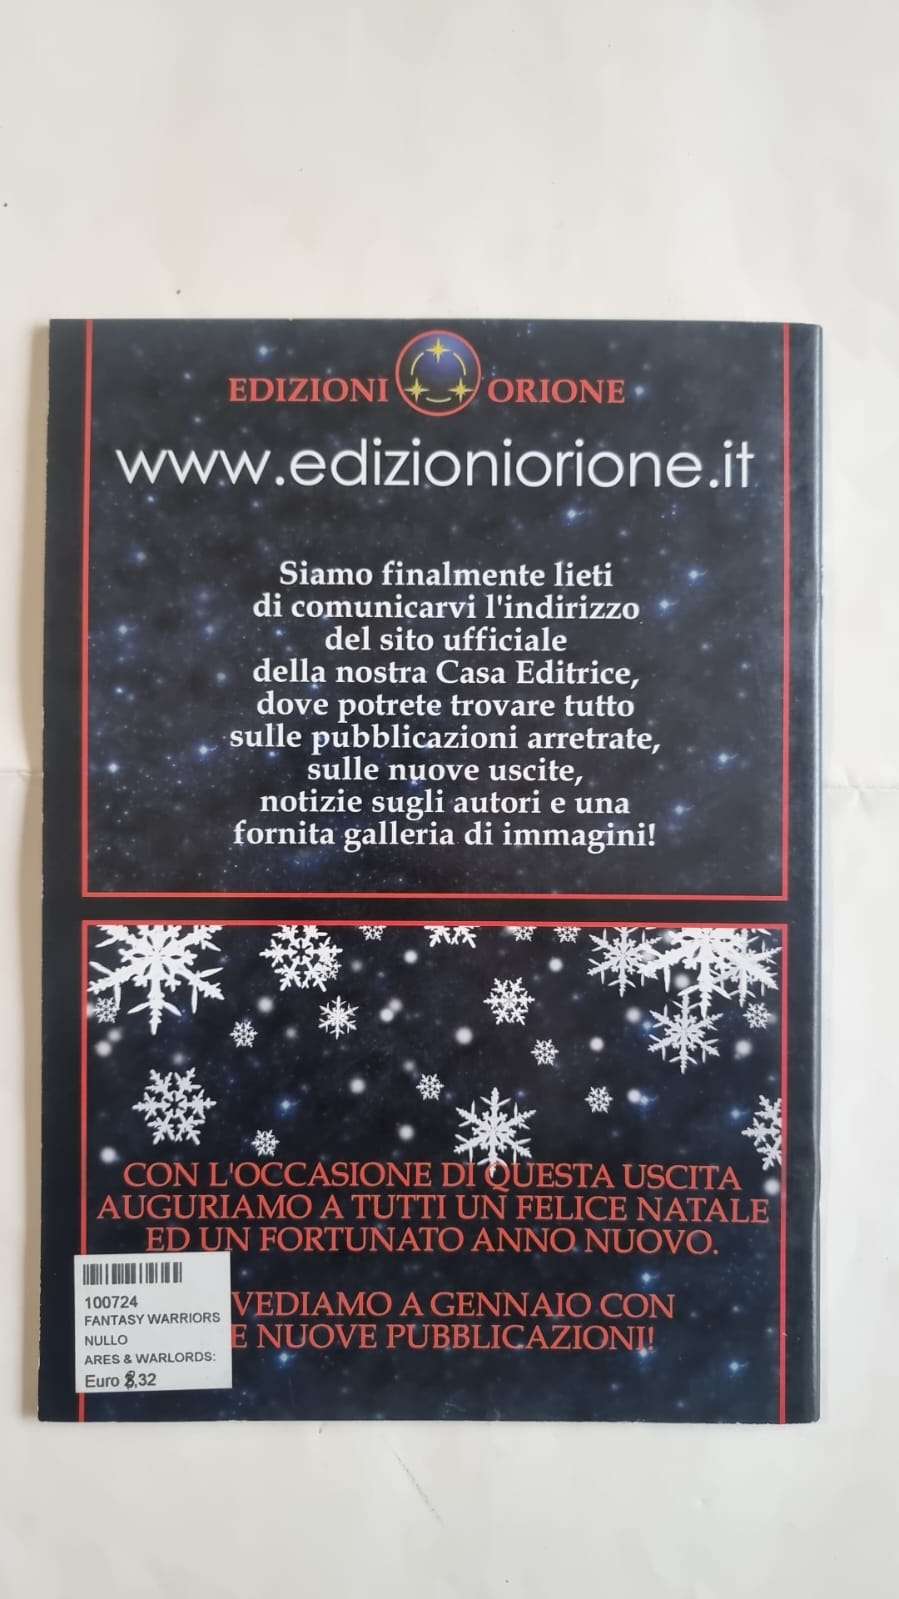 EDIZIONI ORIONE
www.edizioniorione.it
Siamo finalmente lieti
di comunicarvi l'indirizzo
del sito ufficiale
della nostra Casa Editrice,
dove potrete trovare tutto
sulle pubblicazioni arretrate,
sulle nuove uscite,
notizie sugli autori e una
fornita galleria di immagini!
CON L'OCCASIONE DI QUESTA USCITA
AUGURIAMO A TUTTI UN FELICE NATALE
ED UN FORTUNATO ANNO NUOVO.
VEDIAMO A GENNAIO CON
E NUOVE PUBBLICAZIONI!
100724
FANTASY WARRIORS
NULLO
ARES & WARLORDS:
Euro ,32